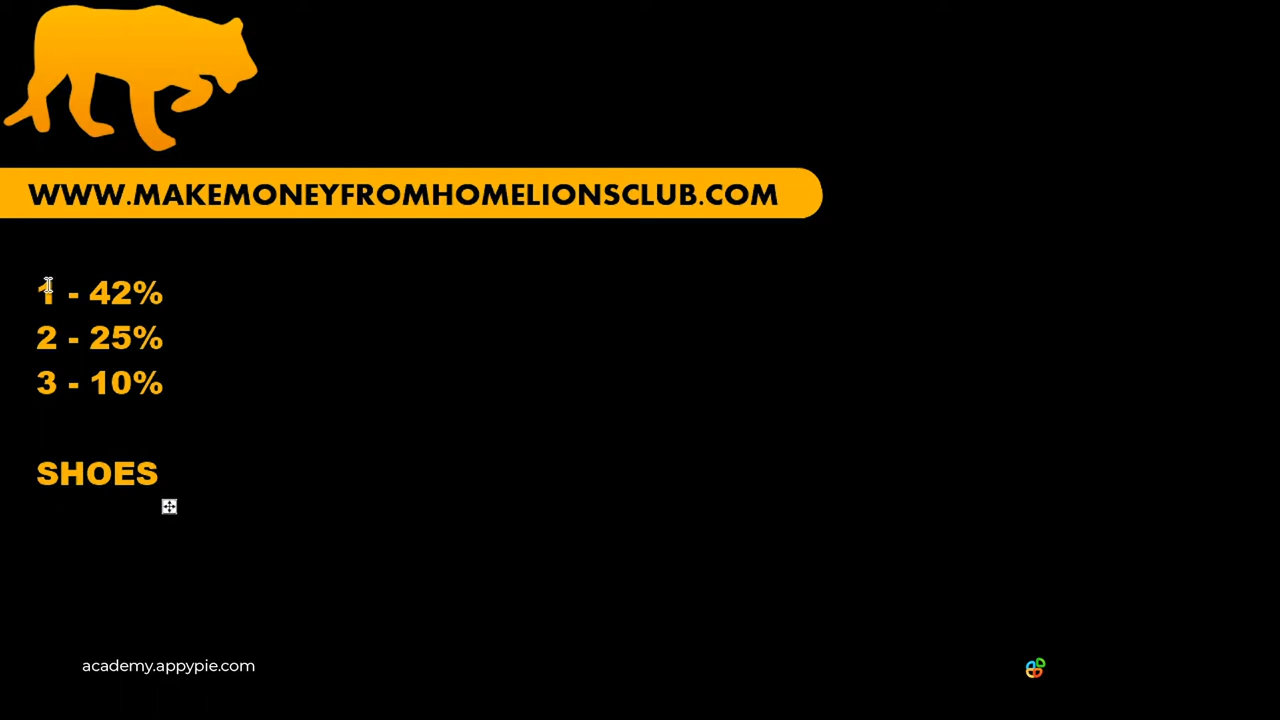 WWW.MAKEMONEYFROMHOMELIONSCLUB.COM
1 - 42%
2 - 25%
3 - 10%
SHOES
academy.appypie.com